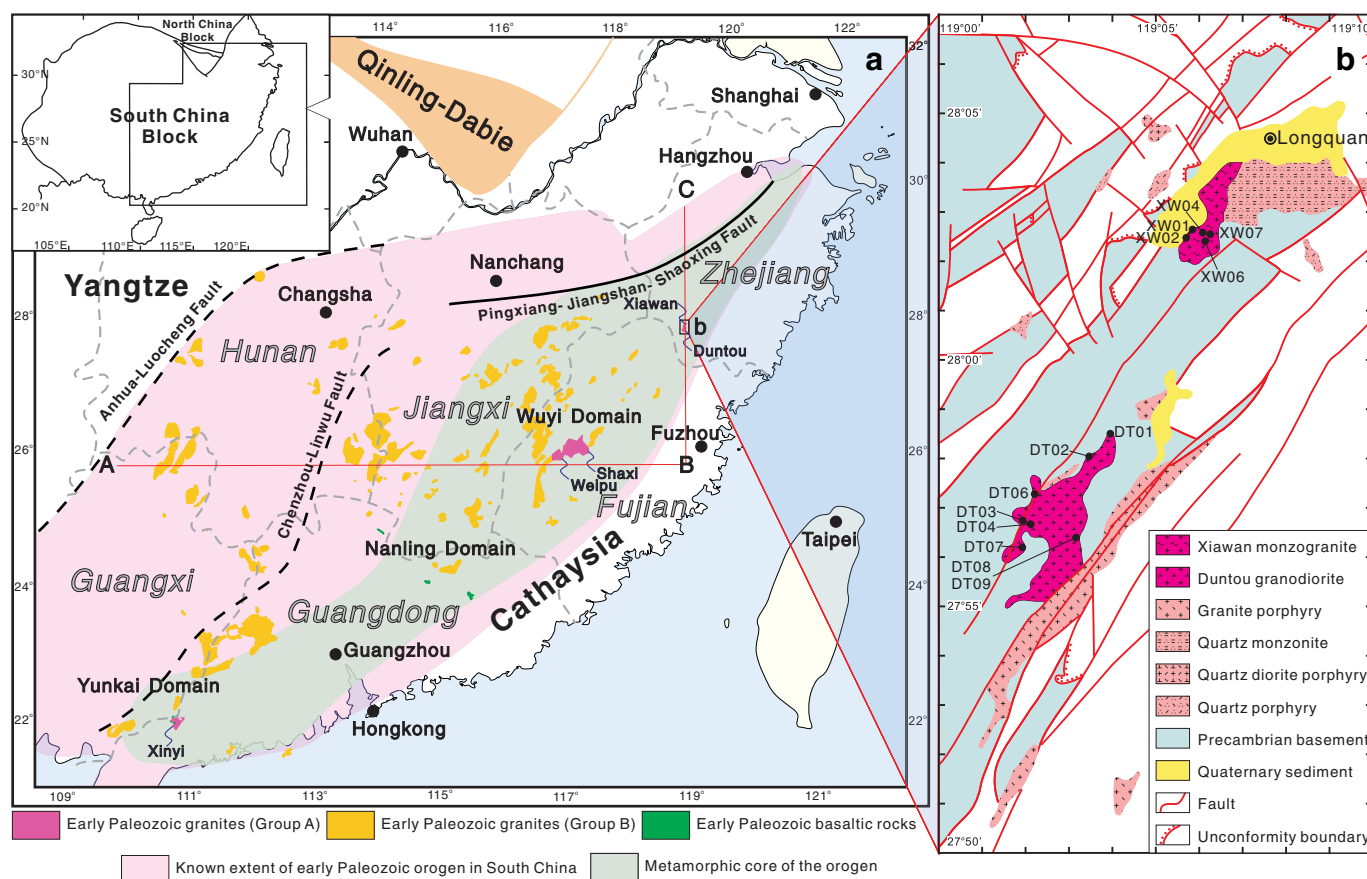 North China
Block
30°N
South China
Block
25°N
20°N
105°E
110°E
115°E
120°E
114°
116°
118°
120°
122°
32°
30°
28°
26°
24°
22°
28°
26°
24°
22°
109°
111°
113°
115°
117°
119°
121°
a
Qinling-Dabie
Shanghai
Wuhan
Hangzhou
C
Yangtze
Nanchang
Changsha
Zhejiang
Pingxiang- Jiangshan- Shaoxing Fault
Xiawan
b
Duntou
Anhua-Luocheng Fault
Hunan
Jiangxi
Wuyi Domain
Chenzhou-Linwu Fault
Fuzhou
A
B
Shaxi
Weipu
Fujian
Taipei
Nanling Domain
Guangxi
Guangdong
Cathaysia
Guangzhou
Yunkai Domain
Hongkong
Xinyi
Early Paleozoic granites (Group A)
Early Paleozoic granites (Group B)
Early Paleozoic basaltic rocks
Known extent of early Paleozoic orogen in South China
Metamorphic core of the orogen
119°00'
119°05'
119°10'
b
28°05'
Longquan
XW04
XW01
XW02
XW07
XW06
28°00'
DT01
DT02
DT06
DT03
DT04
DT07
DT08
DT09
27°55'
27°50'
Xiawan monzogranite
Duntou granodiorite
Granite porphyry
Quartz monzonite
Quartz diorite porphyry
Quartz porphyry
Precambrian basement
Quaternary sediment
Fault
Unconformity boundary